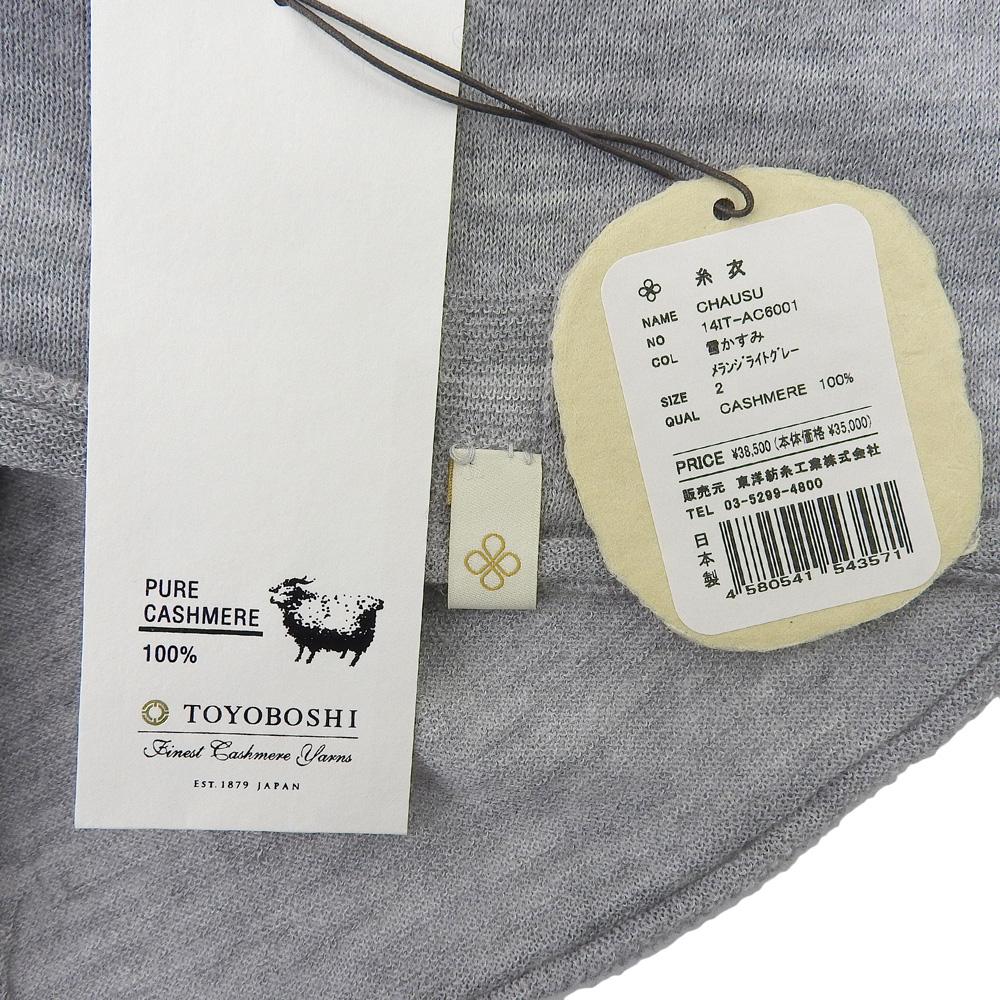 PURE
CASHMERE
100%
TOYOBOSHI
Finest Cashmere Yarns
EST. 1879 JAPAN
糸衣
NAME CHAUSU
NO 14IT-AC6001
COL 雪かすみ
メランジライトグレー
SIZE 2
QUAL CASHMERE 100%
PRICE ¥38,500 (本体価格 ¥35,000)
販売元 東洋紡糸工業株式会社
TEL 03-5299-4800
日本製
4 580541 543571